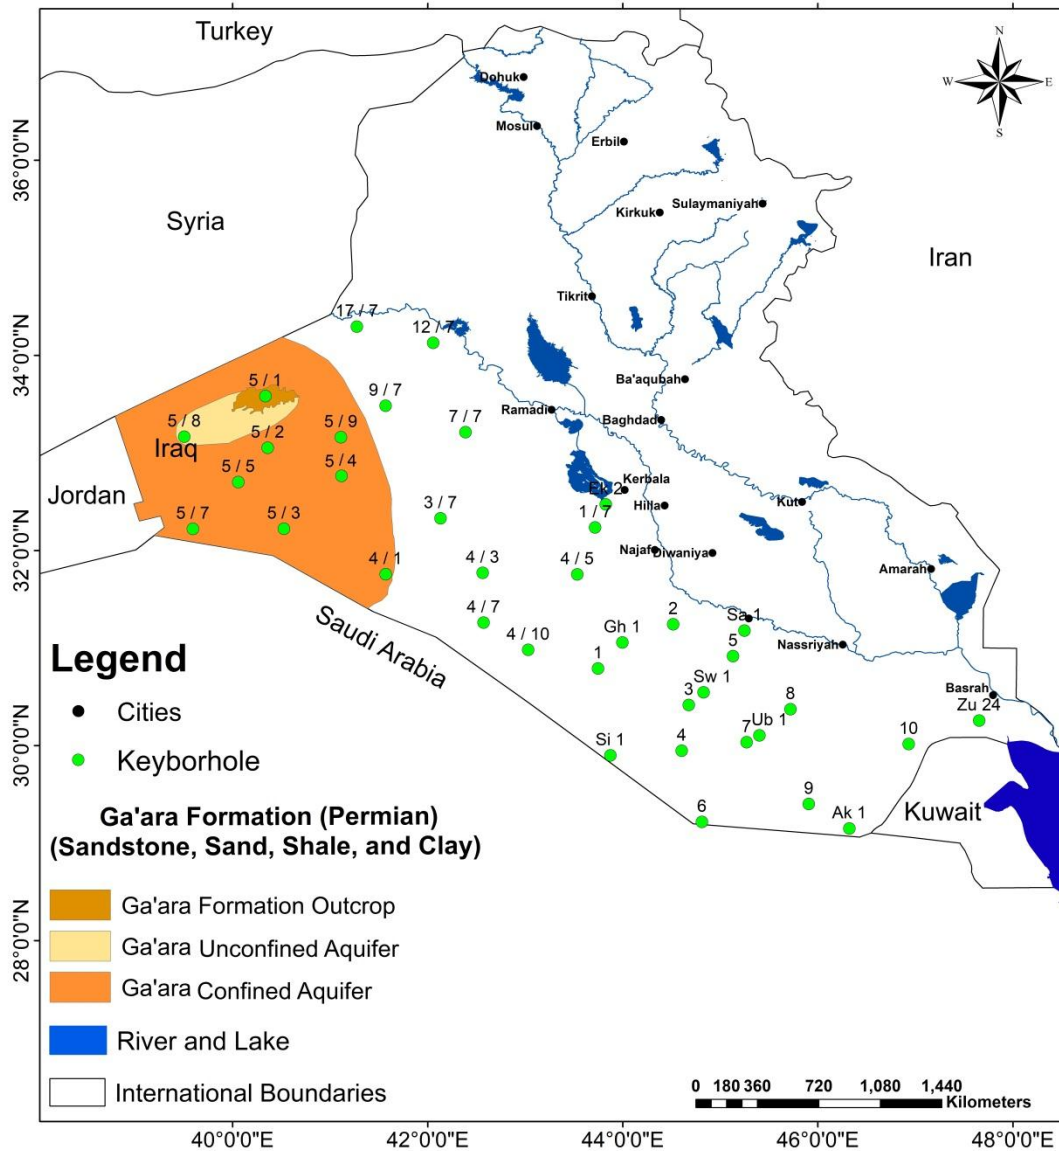 Turkey
N
W
E
S
Dohuk
Mosul
Erbil
36°0'0"N
Sulaymaniyah
Kirkuk
Syria
Iran
Tikrit
17 / 7
12 / 7
34°0'0"N
Ba'aqubah
5 / 1
9 / 7
Ramadi
Baghdad
5 / 8
5 / 2
5 / 9
7 / 7
Iraq
5 / 5
5 / 4
Kerbala
Jordan
Ek 2
Hilla
Kut
3 / 7
1 / 7
5 / 7
5 / 3
32°0'0"N
Najaf
Diwaniya
4 / 1
4 / 3
4 / 5
Amarah
Saudi Arabia
4 / 7
Gh 1
2
Sa 1
4 / 10
1
5
Nassriyah
Legend
Sw 1
3
8
Basrah
Zu 24
Cities
7
Ub 1
Si 1
4
10
30°0'0"N
Keyborhole
6
9
Ak 1
Kuwait
Ga'ara Formation (Permian)
(Sandstone, Sand, Shale, and Clay)
Ga'ara Formation Outcrop
Ga'ara Unconfined Aquifer
28°0'0"N
Ga'ara Confined Aquifer
River and Lake
International Boundaries
0 180 360 720 1,080 1,440
Kilometers
40°0'0"E 42°0'0"E 44°0'0"E 46°0'0"E 48°0'0"E